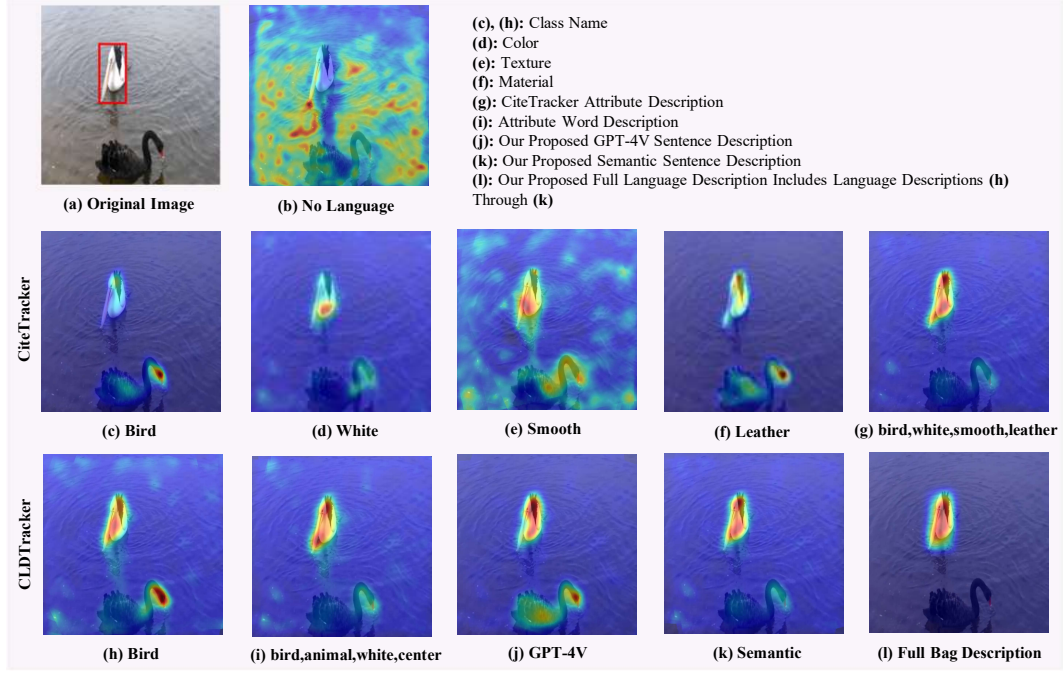 (c), (h): Class Name
(d): Color
(e): Texture
(f): Material
(g): CiteTracker Attribute Description
(i): Attribute Word Description
(j): Our Proposed GPT-4V Sentence Description
(k): Our Proposed Semantic Sentence Description
(l): Our Proposed Full Language Description Includes Language Descriptions (h)
Through (k)
(a) Original Image
(b) No Language
CiteTracker
(c) Bird
(d) White
(e) Smooth
(f) Leather
(g) bird,white,smooth,leather
CLDTracker
(h) Bird
(i) bird,animal,white,center
(j) GPT-4V
(k) Semantic
(l) Full Bag Description